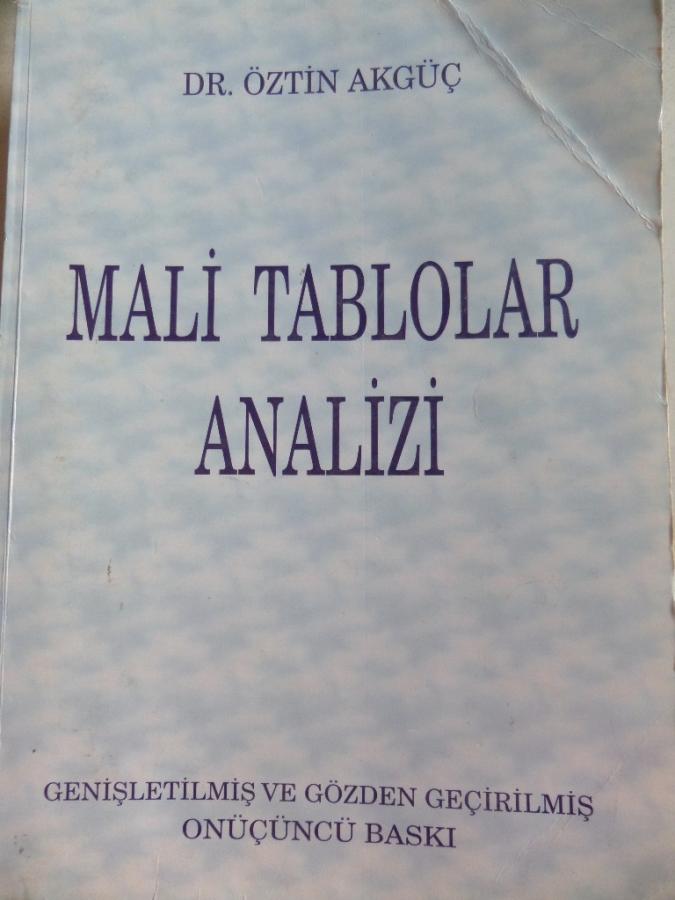 DR. ÖZTİN AKGÜÇ
MALİ TABLOLAR
ANALİZİ
GENİŞLETİLMİŞ VE GÖZDEN GEÇİRİLMİŞ
ONÜÇÜNCÜ BASKI